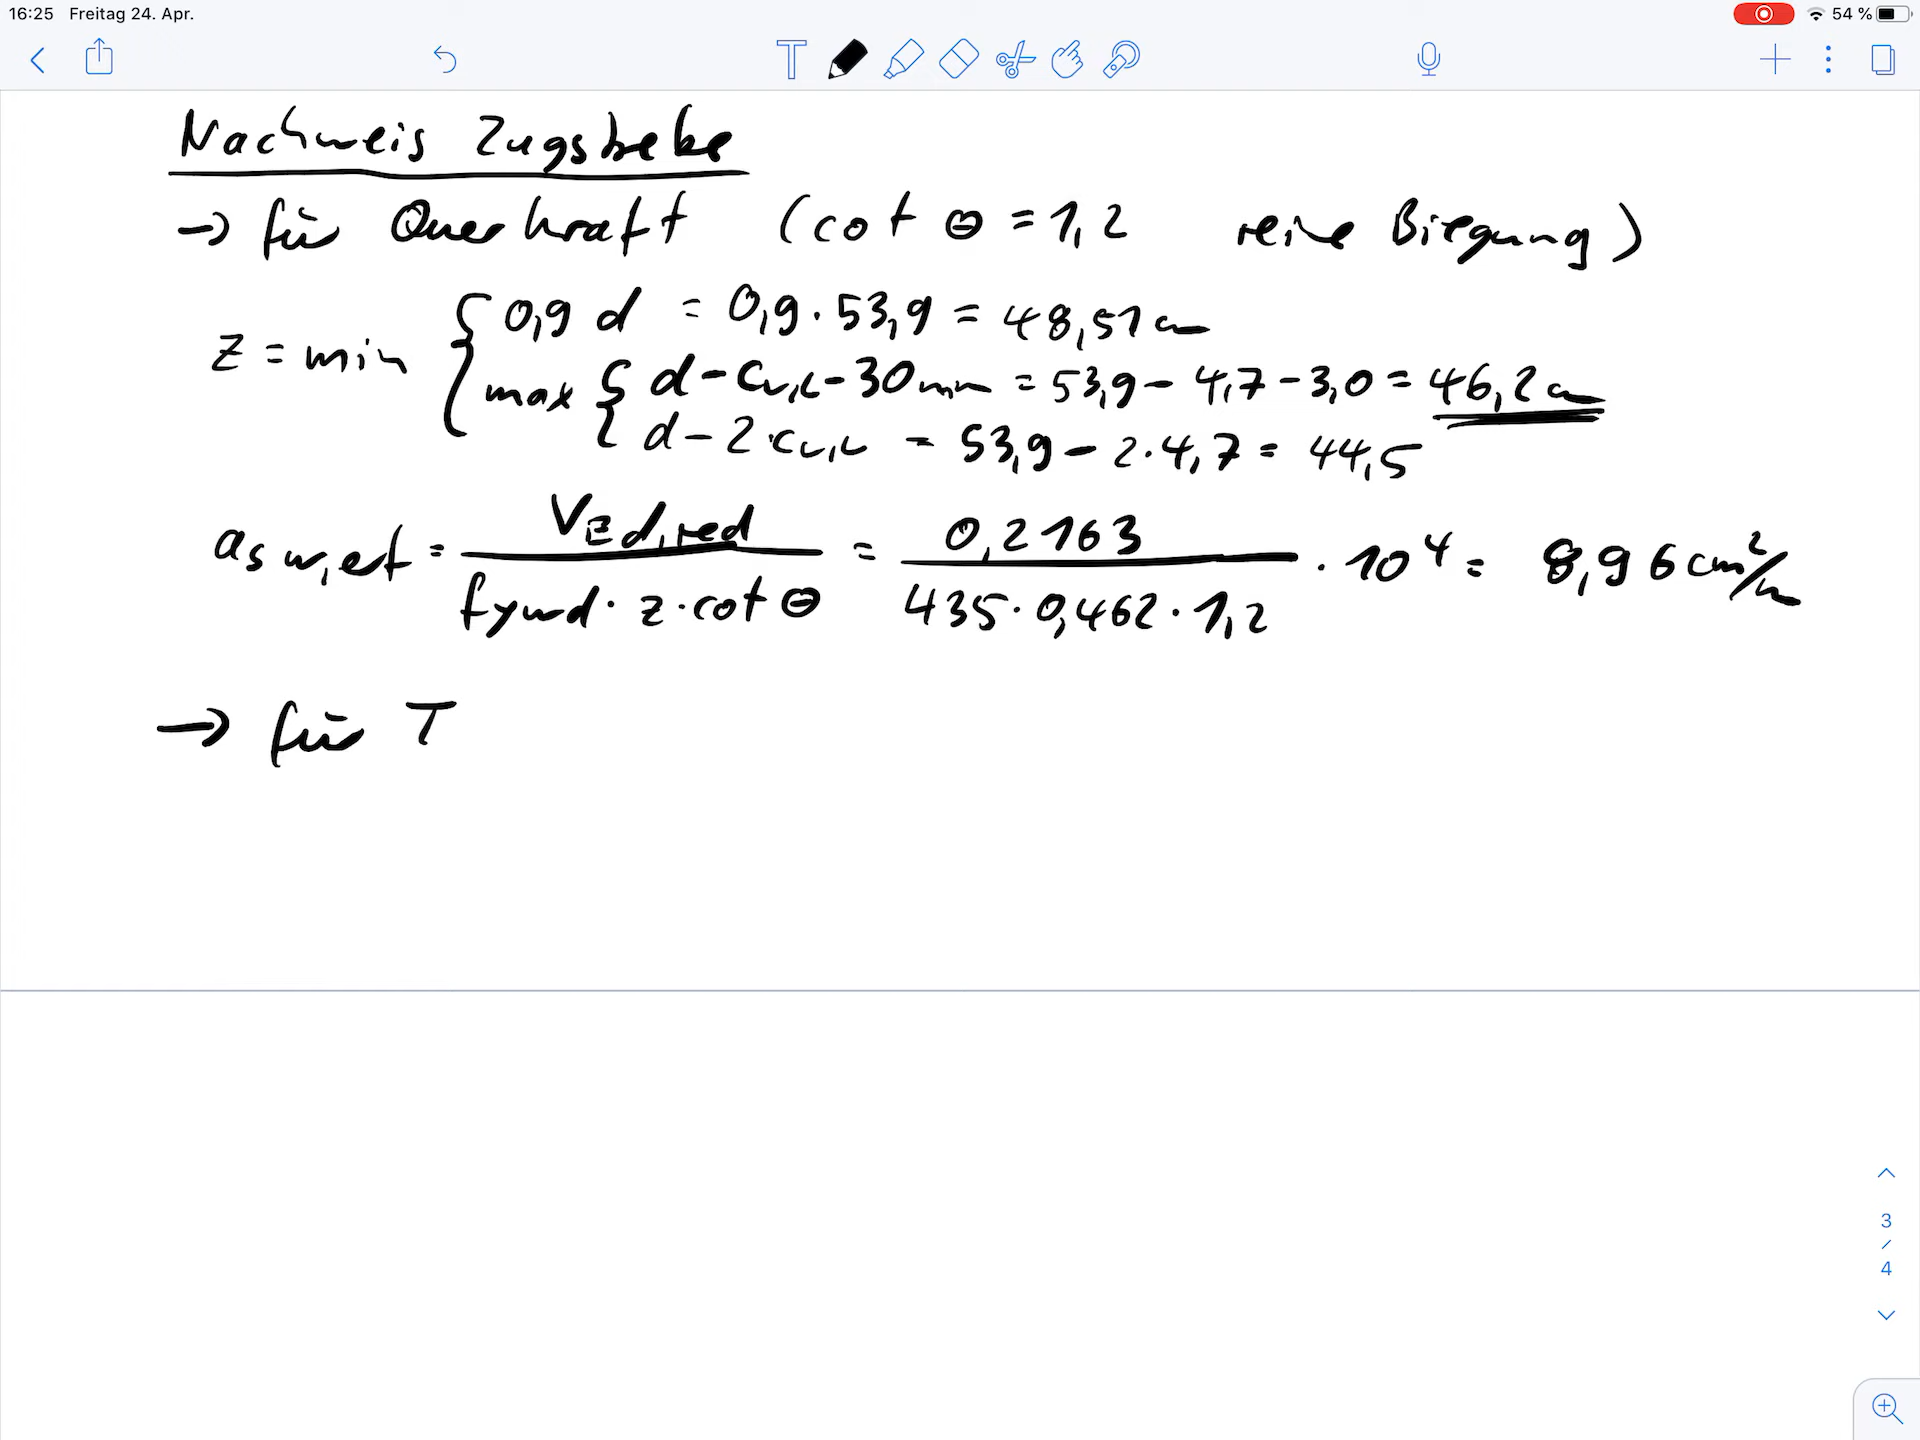 16:25 Freitag 24. Apr. 54 %
T
Nachweis Zugstrebe
→ für Querkraft (cot Θ = 1,2 reine Biegung)
z = min { 0,9 d = 0,9 · 53,9 = 48,51 cm
max { d - cv,l - 30mm = 53,9 - 4,7 - 3,0 = 46,2 cm
d - 2 · cv,l = 53,9 - 2 · 4,7 = 44,5
asw,erf = VEd,red / fywd · z · cot Θ = 0,2163 / 435 · 0,462 · 1,2 · 10⁴ = 8,96 cm²/m
→ für T
3
/
4